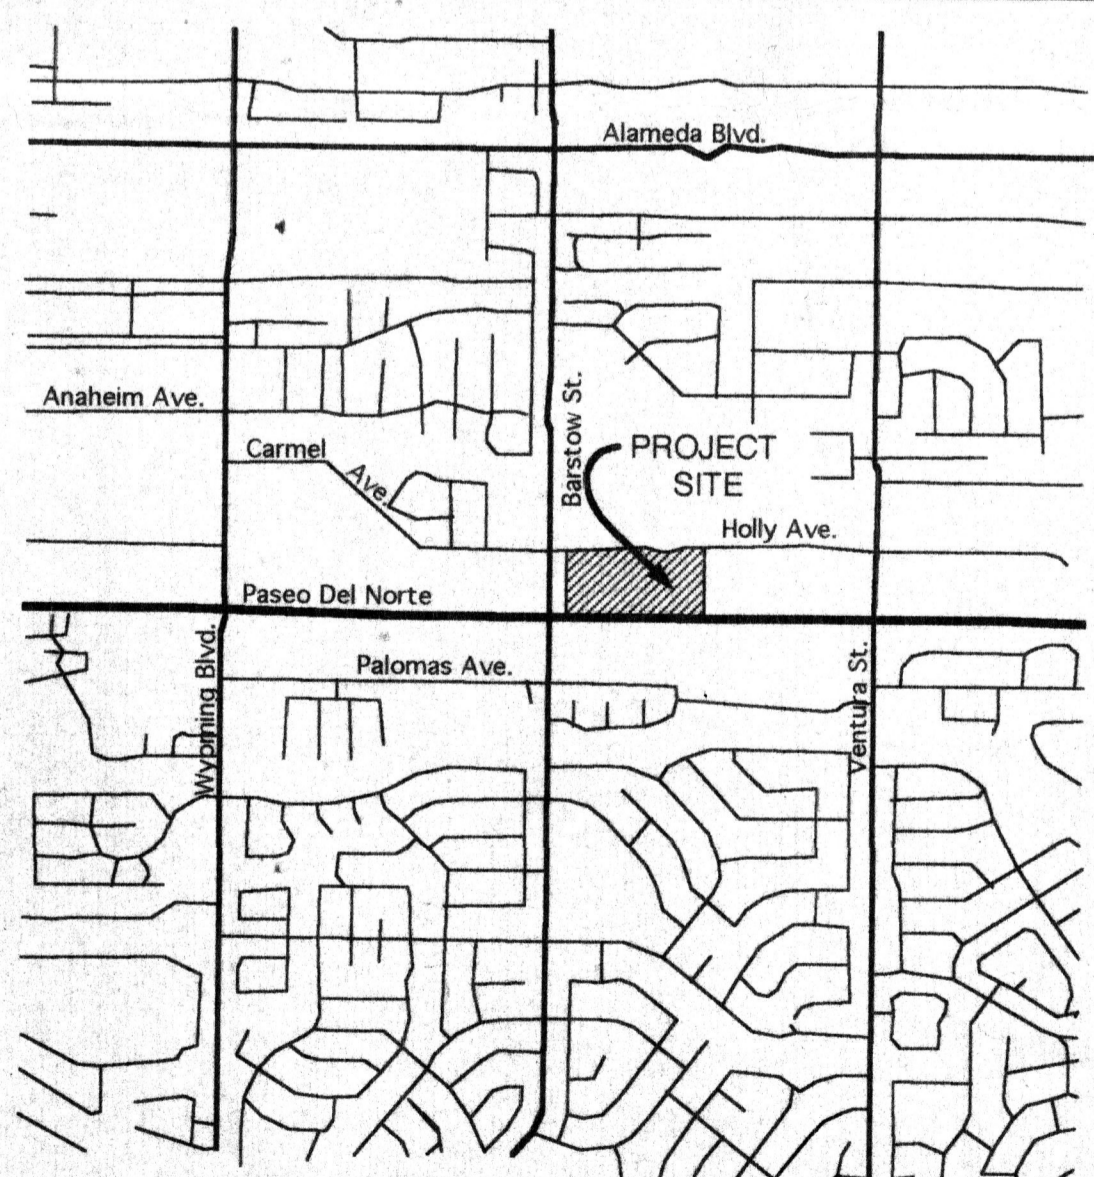 Alameda Blvd.
Anaheim Ave.
Barstow St.
Carmel
Ave.
PROJECT
SITE
Holly Ave.
Paseo Del Norte
Wyoming Blvd.
Palomas Ave.
Ventura St.